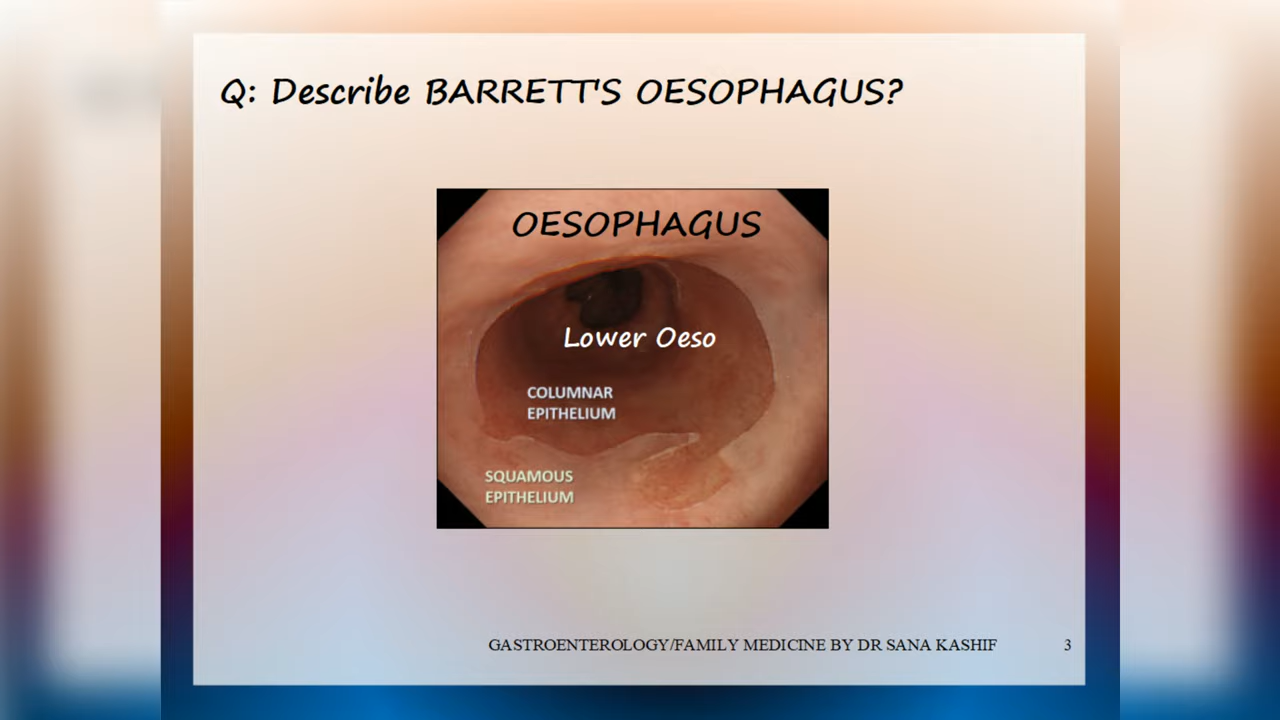 Q: Describe BARRETT'S OESOPHAGUS?
OESOPHAGUS
Lower Oeso
COLUMNAR
EPITHELIUM
SQUAMOUS
EPITHELIUM
GASTROENTEROLOGY/FAMILY MEDICINE BY DR SANA KASHIF 3